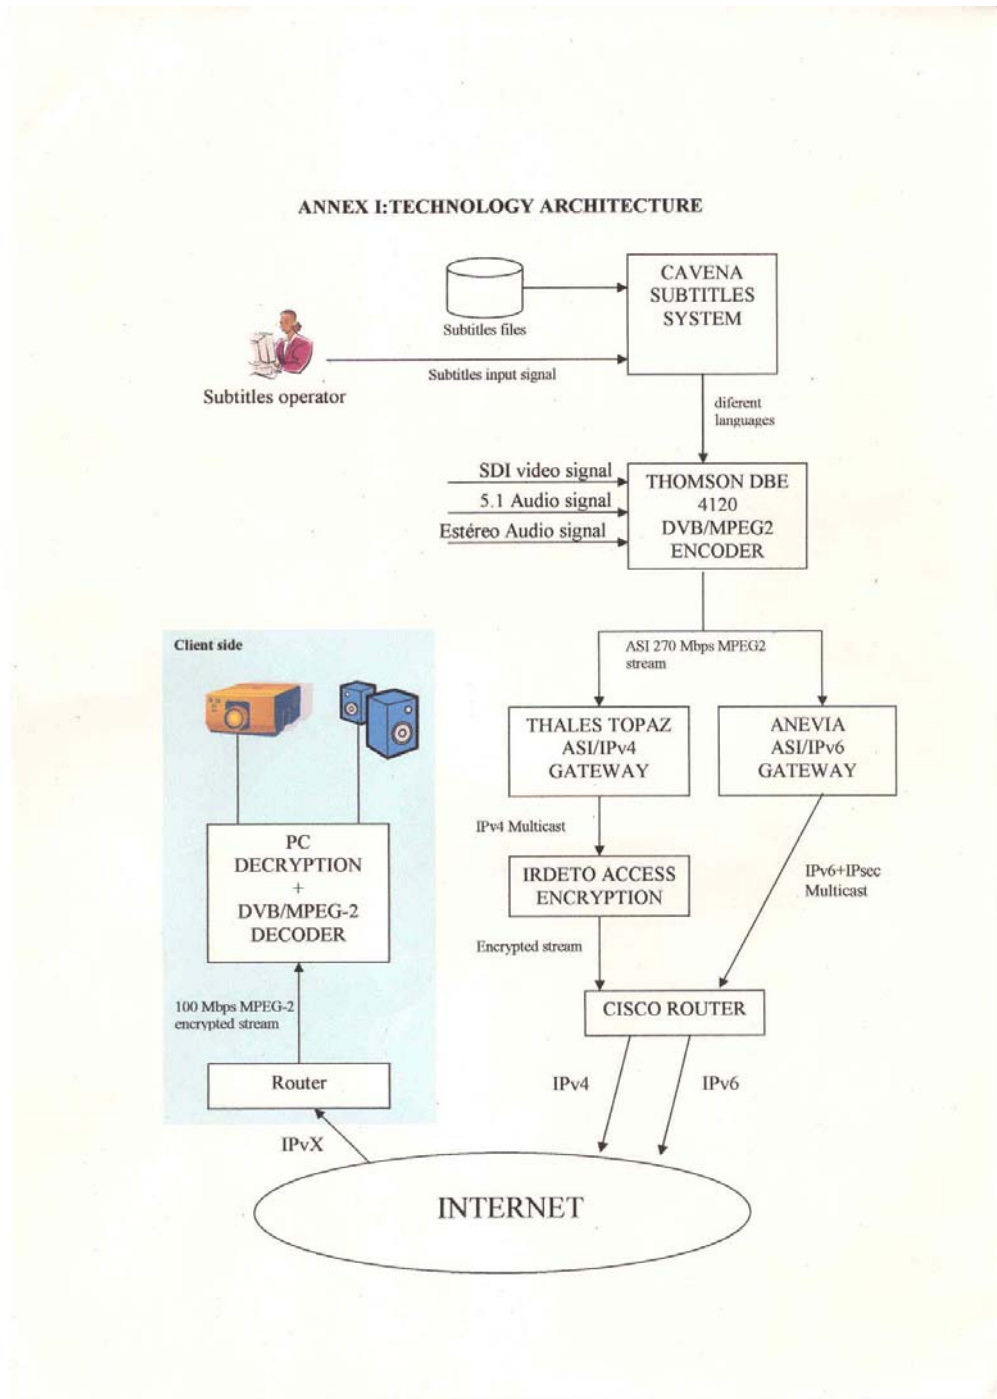 ANNEX I:TECHNOLOGY ARCHITECTURE
CAVENA
SUBTITLES
SYSTEM
Subtitles files
Subtitles input signal
Subtitles operator
diferent
languages
SDI video signal
5.1 Audio signal
Estéreo Audio signal
THOMSON DBE
4120
DVB/MPEG2
ENCODER
ASI 270 Mbps MPEG2
stream
THALES TOPAZ
ASI/IPv4
GATEWAY
ANEVIA
ASI/IPv6
GATEWAY
IPv4 Multicast
IRDETO ACCESS
ENCRYPTION
IPv6+IPsec
Multicast
Encrypted stream
CISCO ROUTER
IPv4
IPv6
Client side
PC
DECRYPTION
+
DVB/MPEG-2
DECODER
100 Mbps MPEG-2
encrypted stream
Router
IPvX
INTERNET